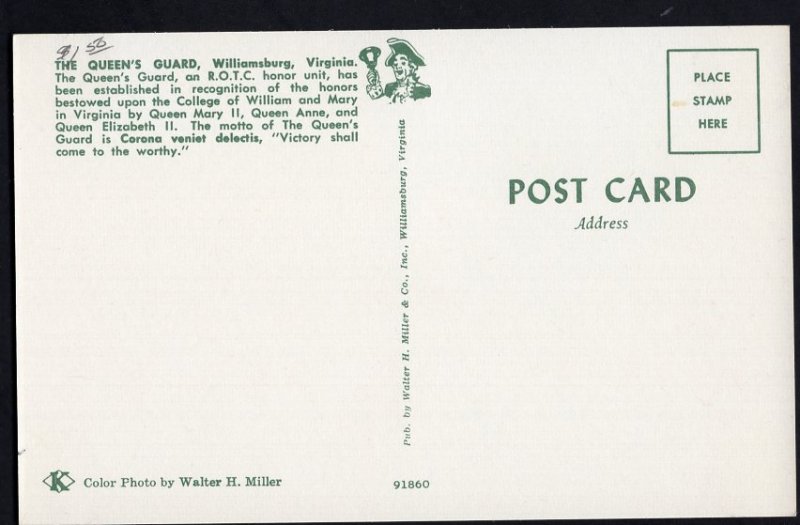 $1 50
THE QUEEN'S GUARD, Williamsburg, Virginia.
The Queen's Guard, an R.O.T.C. honor unit, has
been established in recognition of the honors
bestowed upon the College of William and Mary
in Virginia by Queen Mary II, Queen Anne, and
Queen Elizabeth II. The motto of The Queen's
Guard is Corona veniet delectis, "Victory shall
come to the worthy."
Pub. by Walter H. Miller & Co., Inc., Williamsburg, Virginia
PLACE
STAMP
HERE
POST CARD
Address
K Color Photo by Walter H. Miller
91860